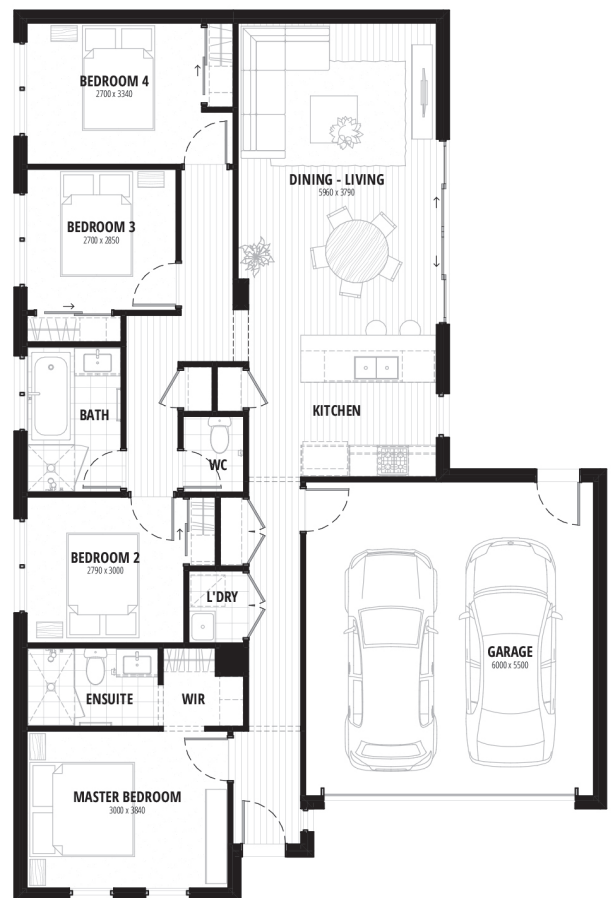 BEDROOM 4
2700 x 3340
DINING - LIVING
5960 x 3790
BEDROOM 3
2700 x 2850
BATH
KITCHEN
WC
BEDROOM 2
2790 x 3000
L'DRY
GARAGE
6000 x 5500
ENSUITE
WIR
MASTER BEDROOM
3000 x 3840